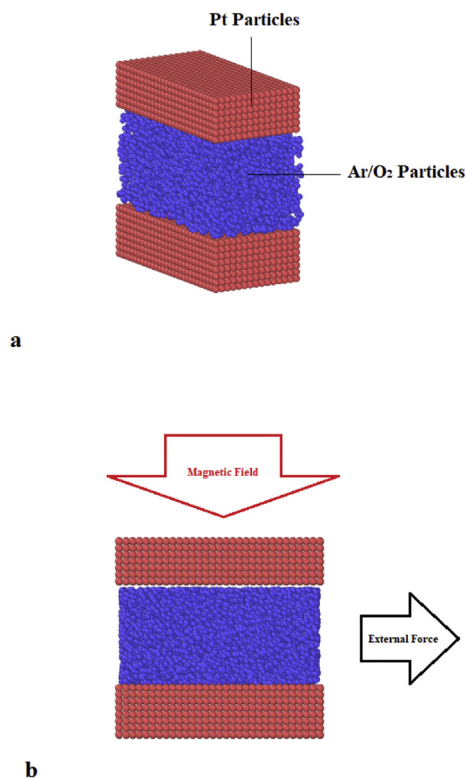 Pt Particles
Ar/O₂ Particles
a
Magnetic Field
External Force
b